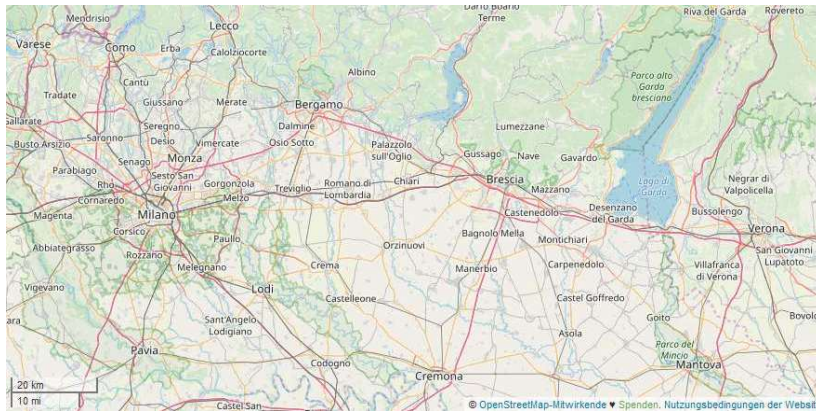 Mendrisio
Lecco
Dario Boario
Terme
Riva del Garda
Rovereto
Varese
Como
Erba
Calolziocorte
Albino
Cantù
Parco alto
Garda
bresciano
Tradate
Giussano
Merate
Bergamo
Gallarate
Seregno
Dalmine
Lumezzane
Busto Arsizio
Saronno
Desio
Vimercate
Osio Sotto
Palazzolo
sull'Oglio
Gussago
Nave
Gavardo
Senago
Monza
Parabiago
Sesto San
Giovanni
Gorgonzola
Rho
Treviglio
Romano di
Lombardia
Chiari
Brescia
Mazzano
Lago di
Garda
Negrar di
Valpolicella
Cornaredo
Melzo
Magenta
Milano
Castenedolo
Desenzano
del Garda
Bussolengo
Verona
Corsico
Paullo
Bagnolo Mella
Montichiari
Abbiategrasso
Rozzano
Orzinuovi
San Giovanni
Lupatoto
Melegnano
Crema
Manerbio
Carpenedolo
Villafranca
di Verona
Vigevano
Lodi
Castelleone
Castel Goffredo
Sant'Angelo
Lodigiano
Goito
Bovolo
ara
Asola
Pavia
Codogno
Parco del
Mincio
Mantova
Cremona
20 km
10 mi
Castel San
© OpenStreetMap-Mitwirkende ♥ Spenden. Nutzungsbedingungen der Websit